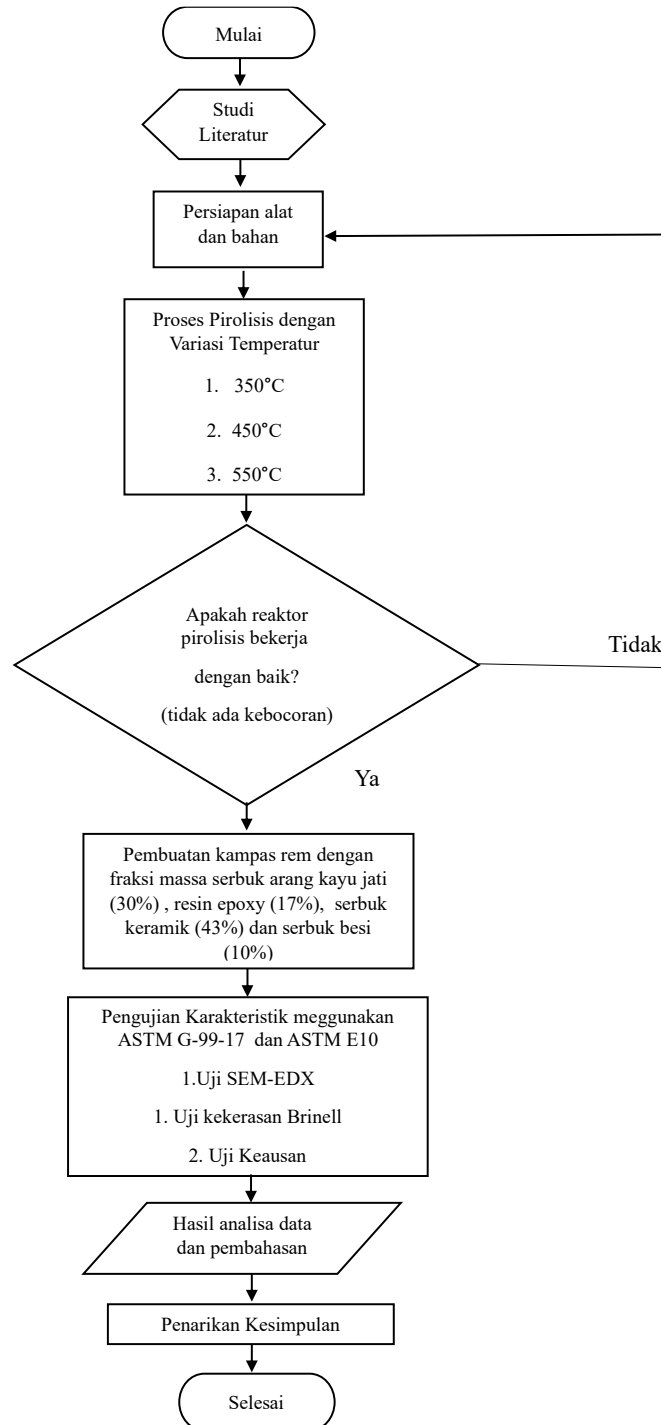 Mulai
Studi
Literatur
Persiapan alat
dan bahan
Proses Pirolisis dengan
Variasi Temperatur
1. 350°C
2. 450°C
3. 550°C
Apakah reaktor
pirolisis bekerja
dengan baik?
(tidak ada kebocoran)
Tidak
Ya
Pembuatan kampas rem dengan
fraksi massa serbuk arang kayu jati
(30%) , resin epoxy (17%), serbuk
keramik (43%) dan serbuk besi
(10%)
Pengujian Karakteristik meggunakan
ASTM G-99-17 dan ASTM E10
1.Uji SEM-EDX
1. Uji kekerasan Brinell
2. Uji Keausan
Hasil analisa data
dan pembahasan
Penarikan Kesimpulan
Selesai